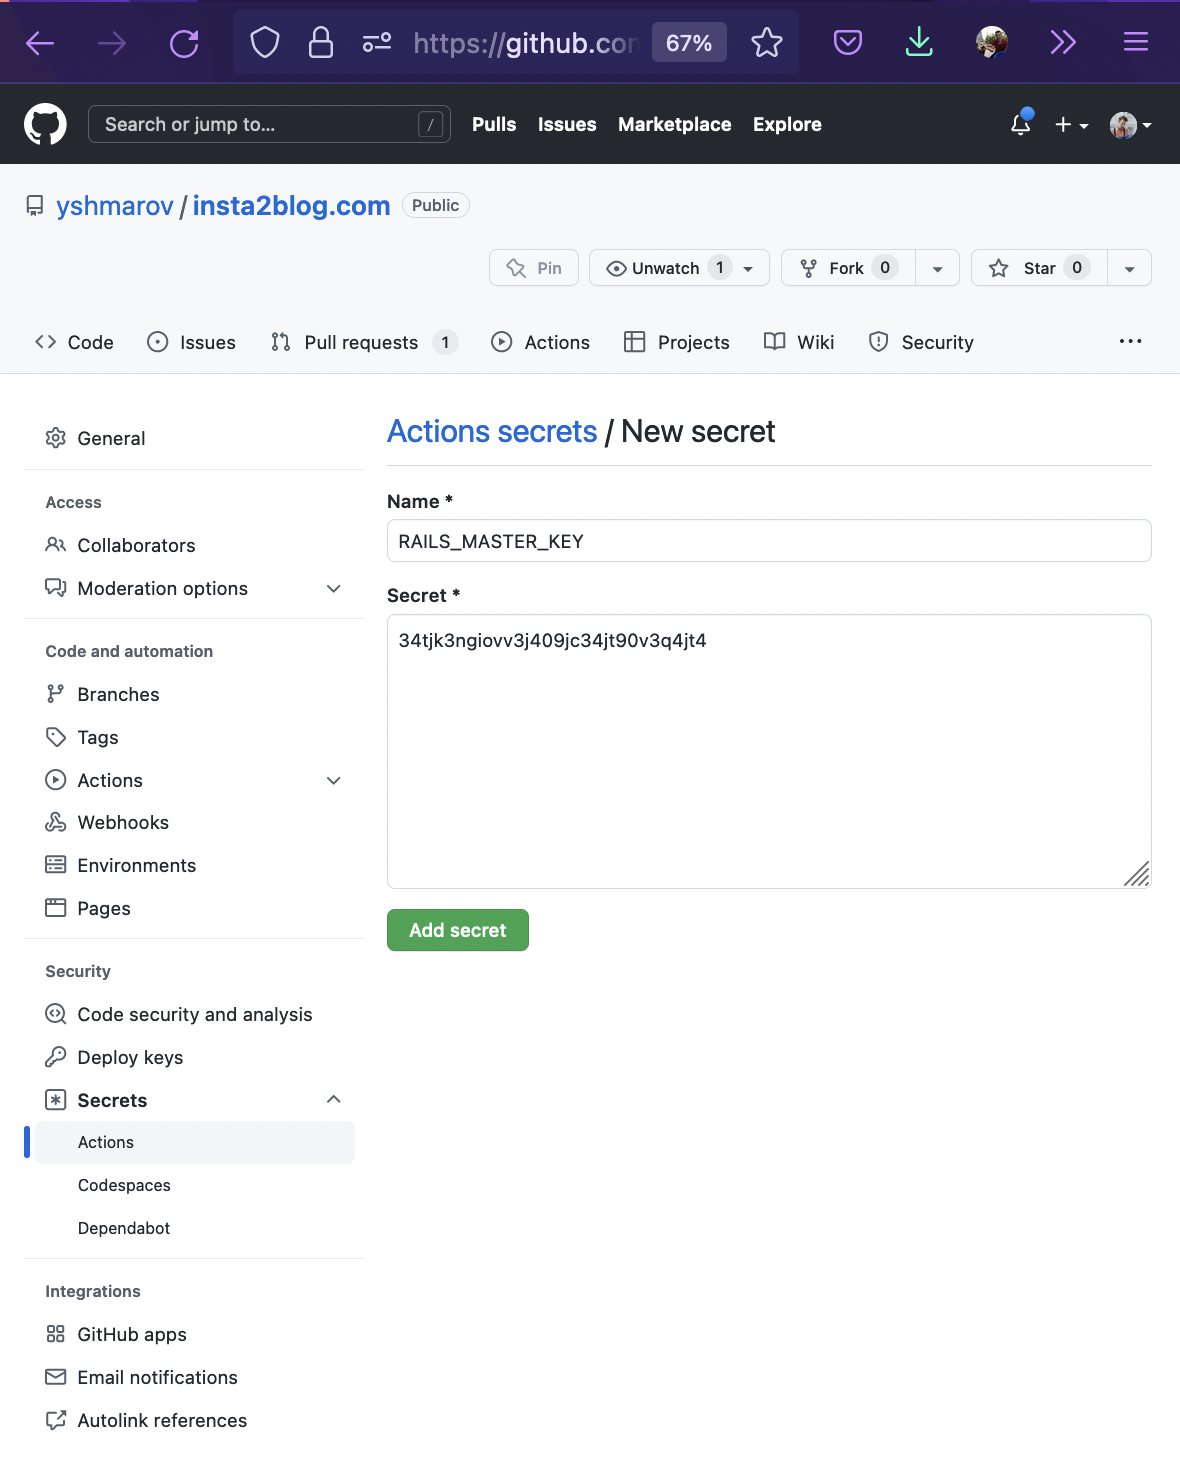 https://github.com 67%
Search or jump to... / Pulls Issues Marketplace Explore
yshmarov / insta2blog.com Public
Pin Unwatch 1 Fork 0 Star 0
Code Issues Pull requests 1 Actions Projects Wiki Security ...
General
Access
Collaborators
Moderation options
Code and automation
Branches
Tags
Actions
Webhooks
Environments
Pages
Security
Code security and analysis
Deploy keys
Secrets
Actions
Codespaces
Dependabot
Integrations
GitHub apps
Email notifications
Autolink references
Actions secrets / New secret
Name *
RAILS_MASTER_KEY
Secret *
34tjk3ngiovv3j409jc34jt90v3q4jt4
Add secret